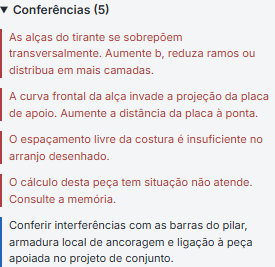 ▼ Conferências (5)
As alças do tirante se sobrepõem
transversalmente. Aumente b, reduza ramos ou
distribua em mais camadas.
A curva frontal da alça invade a projeção da placa
de apoio. Aumente a distância da placa à ponta.
O espaçamento livre da costura é insuficiente no
arranjo desenhado.
O cálculo desta peça tem situação não atende.
Consulte a memória.
Conferir interferências com as barras do pilar,
armadura local de ancoragem e ligação à peça
apoiada no projeto de conjunto.